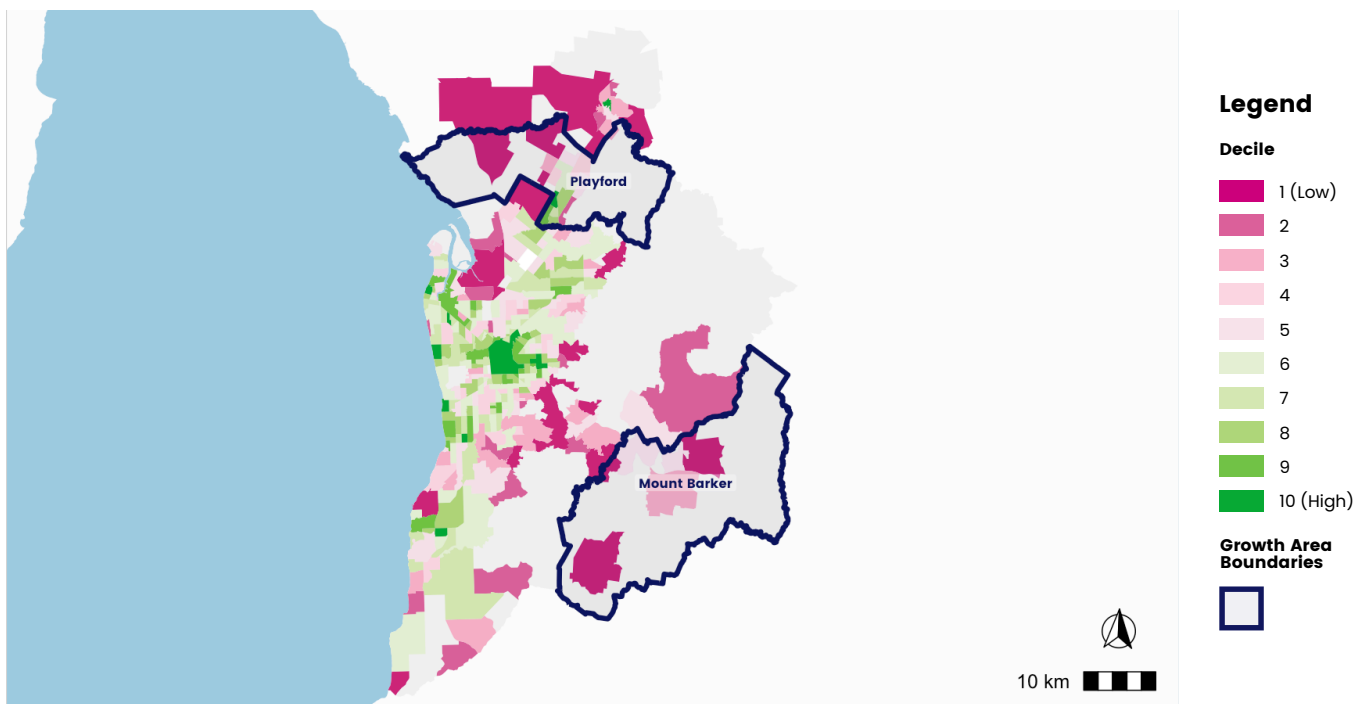 Playford
Mount Barker
10 km
Legend
Decile
1 (Low)
2
3
4
5
6
7
8
9
10 (High)
Growth Area
Boundaries